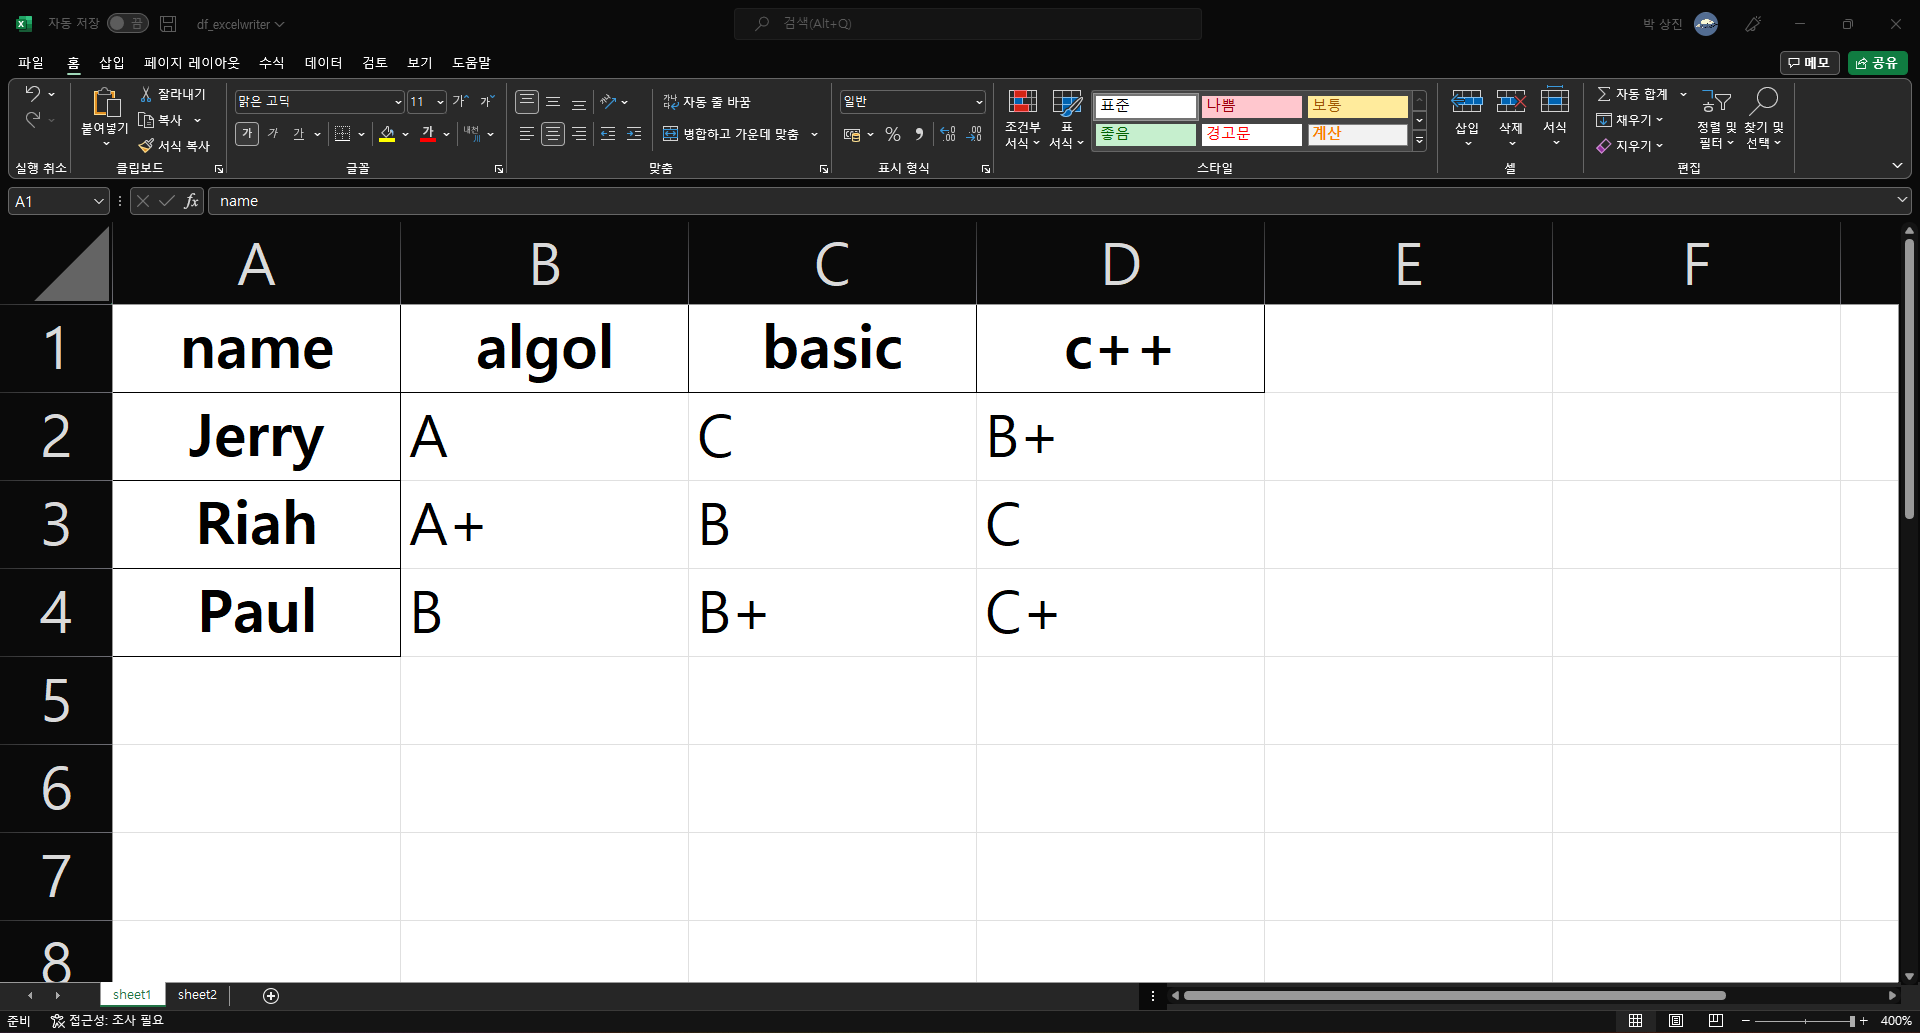 자동 저장 끔 df_excelwriter 검색(Alt+Q) 박 상진
파일 홈 삽입 페이지 레이아웃 수식 데이터 검토 보기 도움말 메모 공유
붙여넣기 잘라내기 복사 서식 복사
맑은 고딕 11 가 가
가 가 가 가 내천
자동 줄 바꿈
병합하고 가운데 맞춤
일반
조건부 서식 표 서식
표준 나쁨 보통
좋음 경고문 계산
삽입 삭제 서식
자동 합계
채우기
지우기
정렬 및 필터 찾기 및 선택
실행 취소 클립보드 글꼴 맞춤 표시 형식 스타일 셀 편집
A1 fx name
A B C D E F
1 name algol basic c++
2 Jerry A C B+
3 Riah A+ B C
4 Paul B B+ C+
5
6
7
8
sheet1 sheet2
준비 접근성: 조사 필요 400%